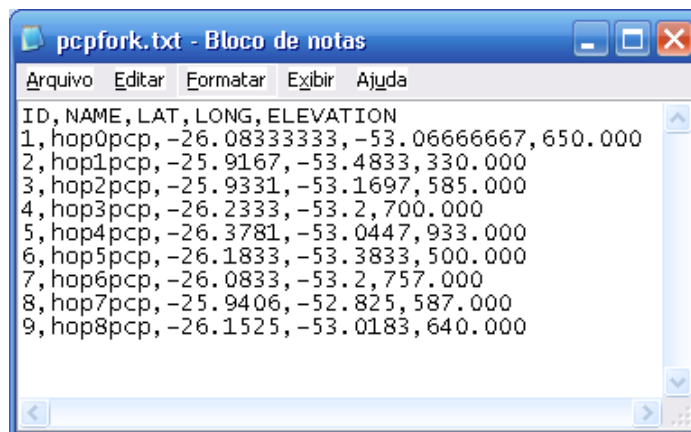 pcpfork.txt - Bloco de notas
Arquivo Editar Formatar Exibir Ajuda
ID,NAME,LAT,LONG,ELEVATION
1,hop0pcp,-26.08333333,-53.06666667,650.000
2,hop1pcp,-25.9167,-53.4833,330.000
3,hop2pcp,-25.9331,-53.1697,585.000
4,hop3pcp,-26.2333,-53.2,700.000
5,hop4pcp,-26.3781,-53.0447,933.000
6,hop5pcp,-26.1833,-53.3833,500.000
7,hop6pcp,-26.0833,-53.2,757.000
8,hop7pcp,-25.9406,-52.825,587.000
9,hop8pcp,-26.1525,-53.0183,640.000